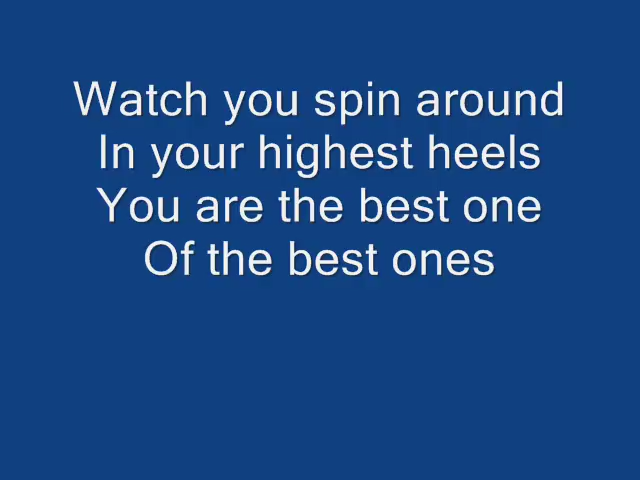 Watch you spin around
In your highest heels
You are the best one
Of the best ones